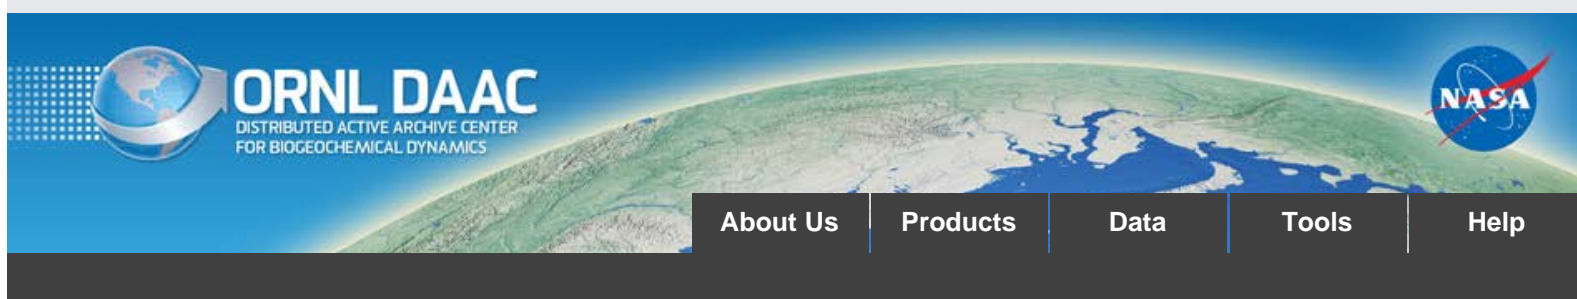 ORNL DAAC
DISTRIBUTED ACTIVE ARCHIVE CENTER
FOR BIOGEOCHEMICAL DYNAMICS
NASA
About Us Products Data Tools Help